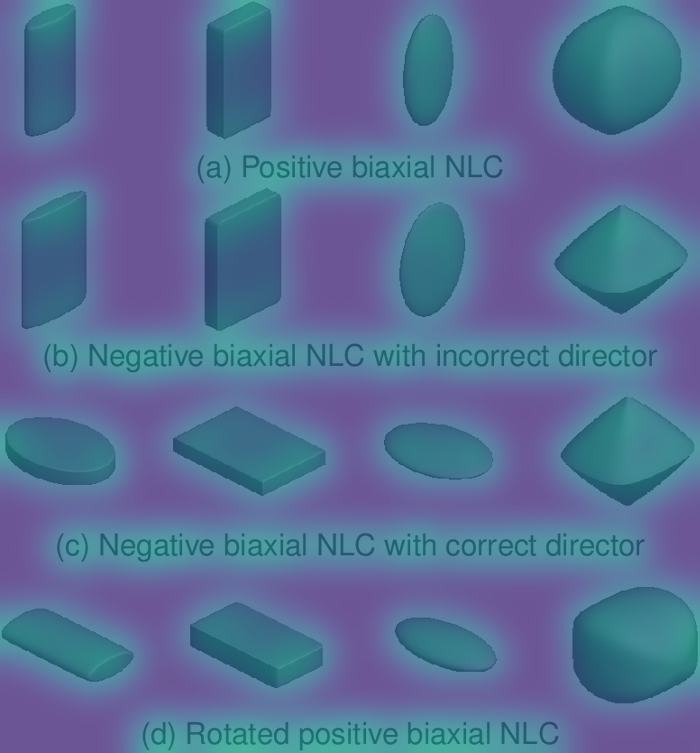 (a) Positive biaxial NLC
(b) Negative biaxial NLC with incorrect director
(c) Negative biaxial NLC with correct director
(d) Rotated positive biaxial NLC